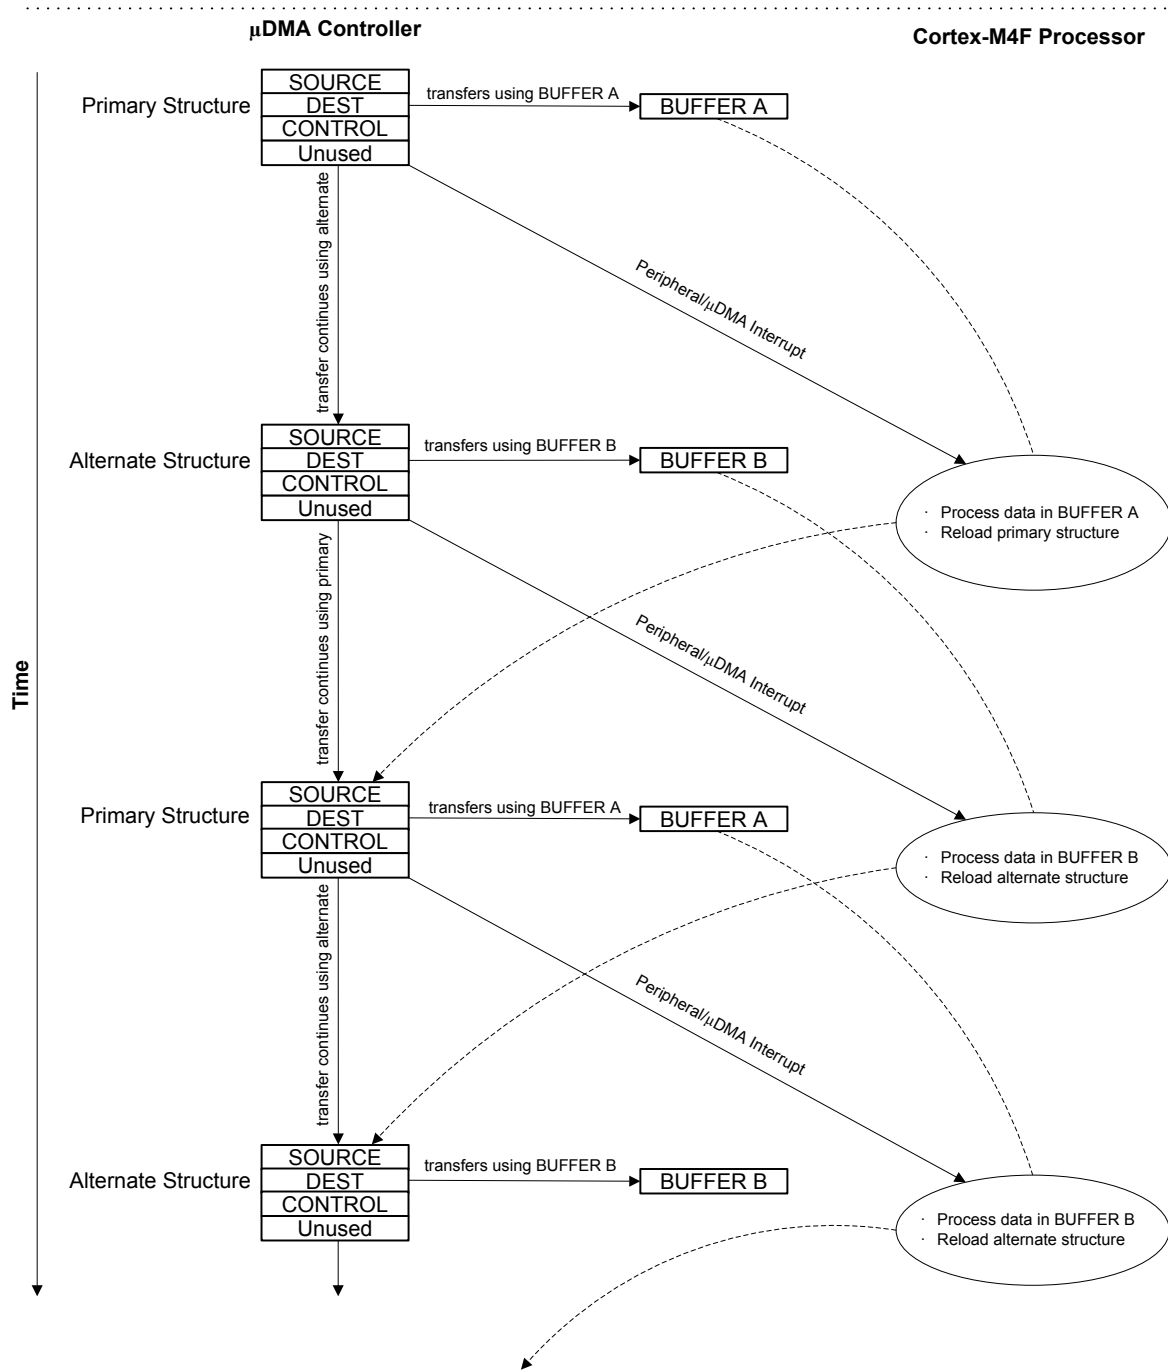 μDMA Controller
Cortex-M4F Processor
Primary Structure
SOURCE
DEST
CONTROL
Unused
transfers using BUFFER A
BUFFER A
transfer continues using alternate
Peripheral/μDMA Interrupt
Alternate Structure
SOURCE
DEST
CONTROL
Unused
transfers using BUFFER B
BUFFER B
· Process data in BUFFER A
· Reload primary structure
transfer continues using primary
Peripheral/μDMA Interrupt
Time
Primary Structure
SOURCE
DEST
CONTROL
Unused
transfers using BUFFER A
BUFFER A
· Process data in BUFFER B
· Reload alternate structure
transfer continues using alternate
Peripheral/μDMA Interrupt
Alternate Structure
SOURCE
DEST
CONTROL
Unused
transfers using BUFFER B
BUFFER B
· Process data in BUFFER B
· Reload alternate structure